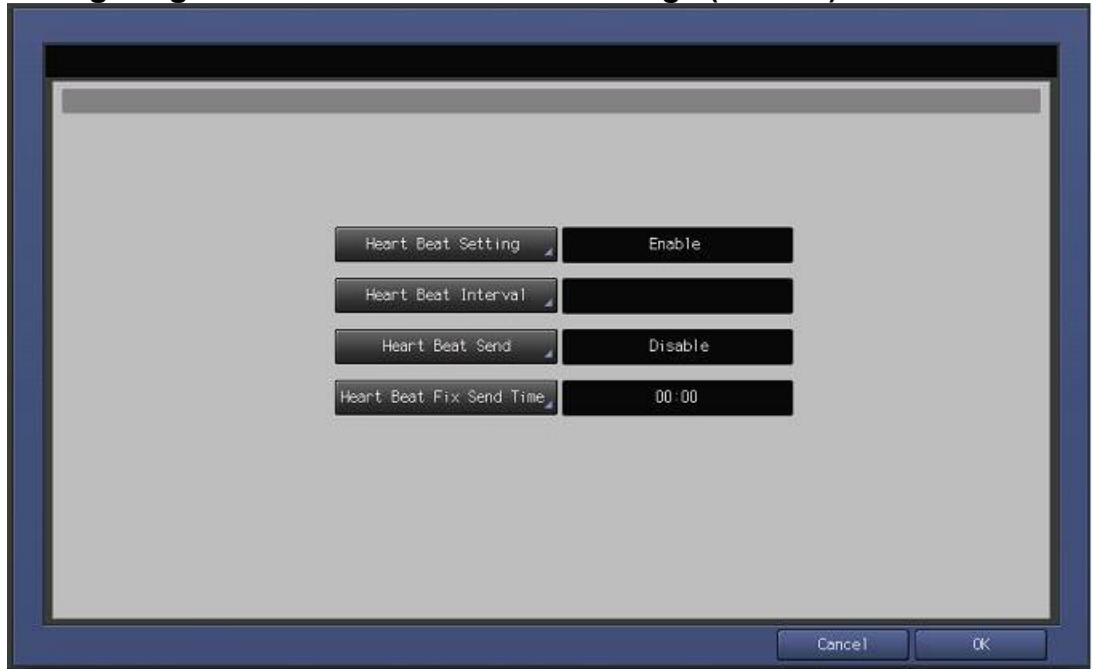 Heart Beat Setting Enable
Heart Beat Interval
Heart Beat Send Disable
Heart Beat Fix Send Time 00:00
Cancel OK